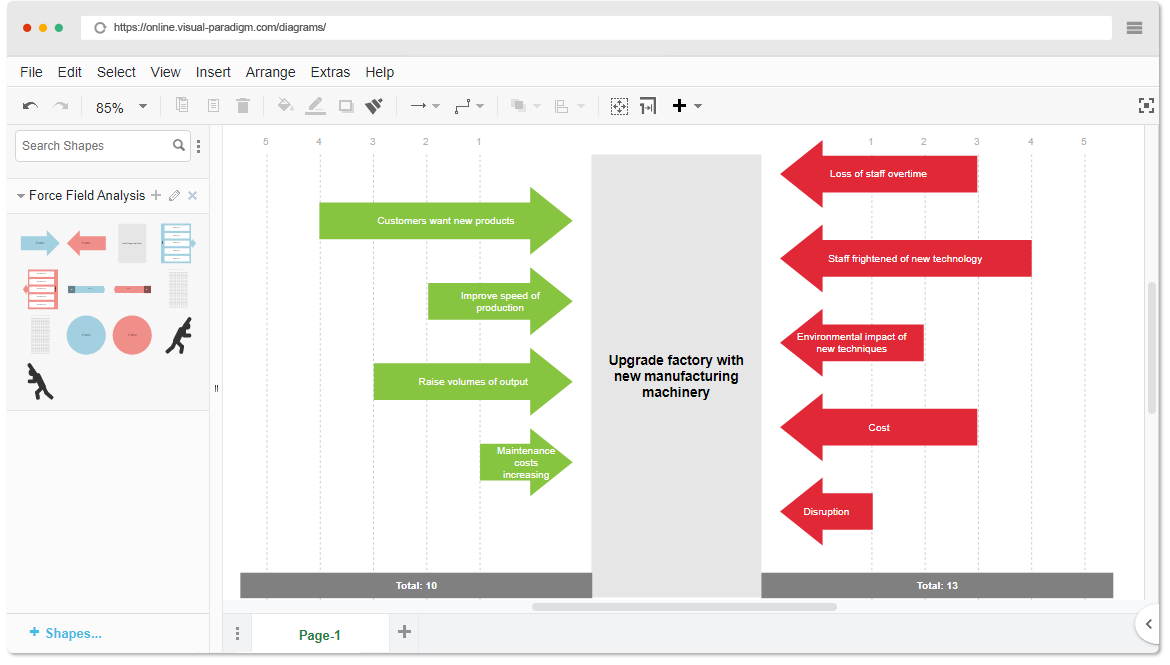 https://online.visual-paradigm.com/diagrams/
File Edit Select View Insert Arrange Extras Help
85%
Search Shapes
Force Field Analysis
5 4 3 2 1
1 2 3 4 5
Customers want new products
Improve speed of
production
Raise volumes of output
Maintenance
costs
increasing
Upgrade factory with
new manufacturing
machinery
Loss of staff overtime
Staff frightened of new technology
Environmental impact of
new techniques
Cost
Disruption
Total: 10
Total: 13
+ Shapes...
Page-1